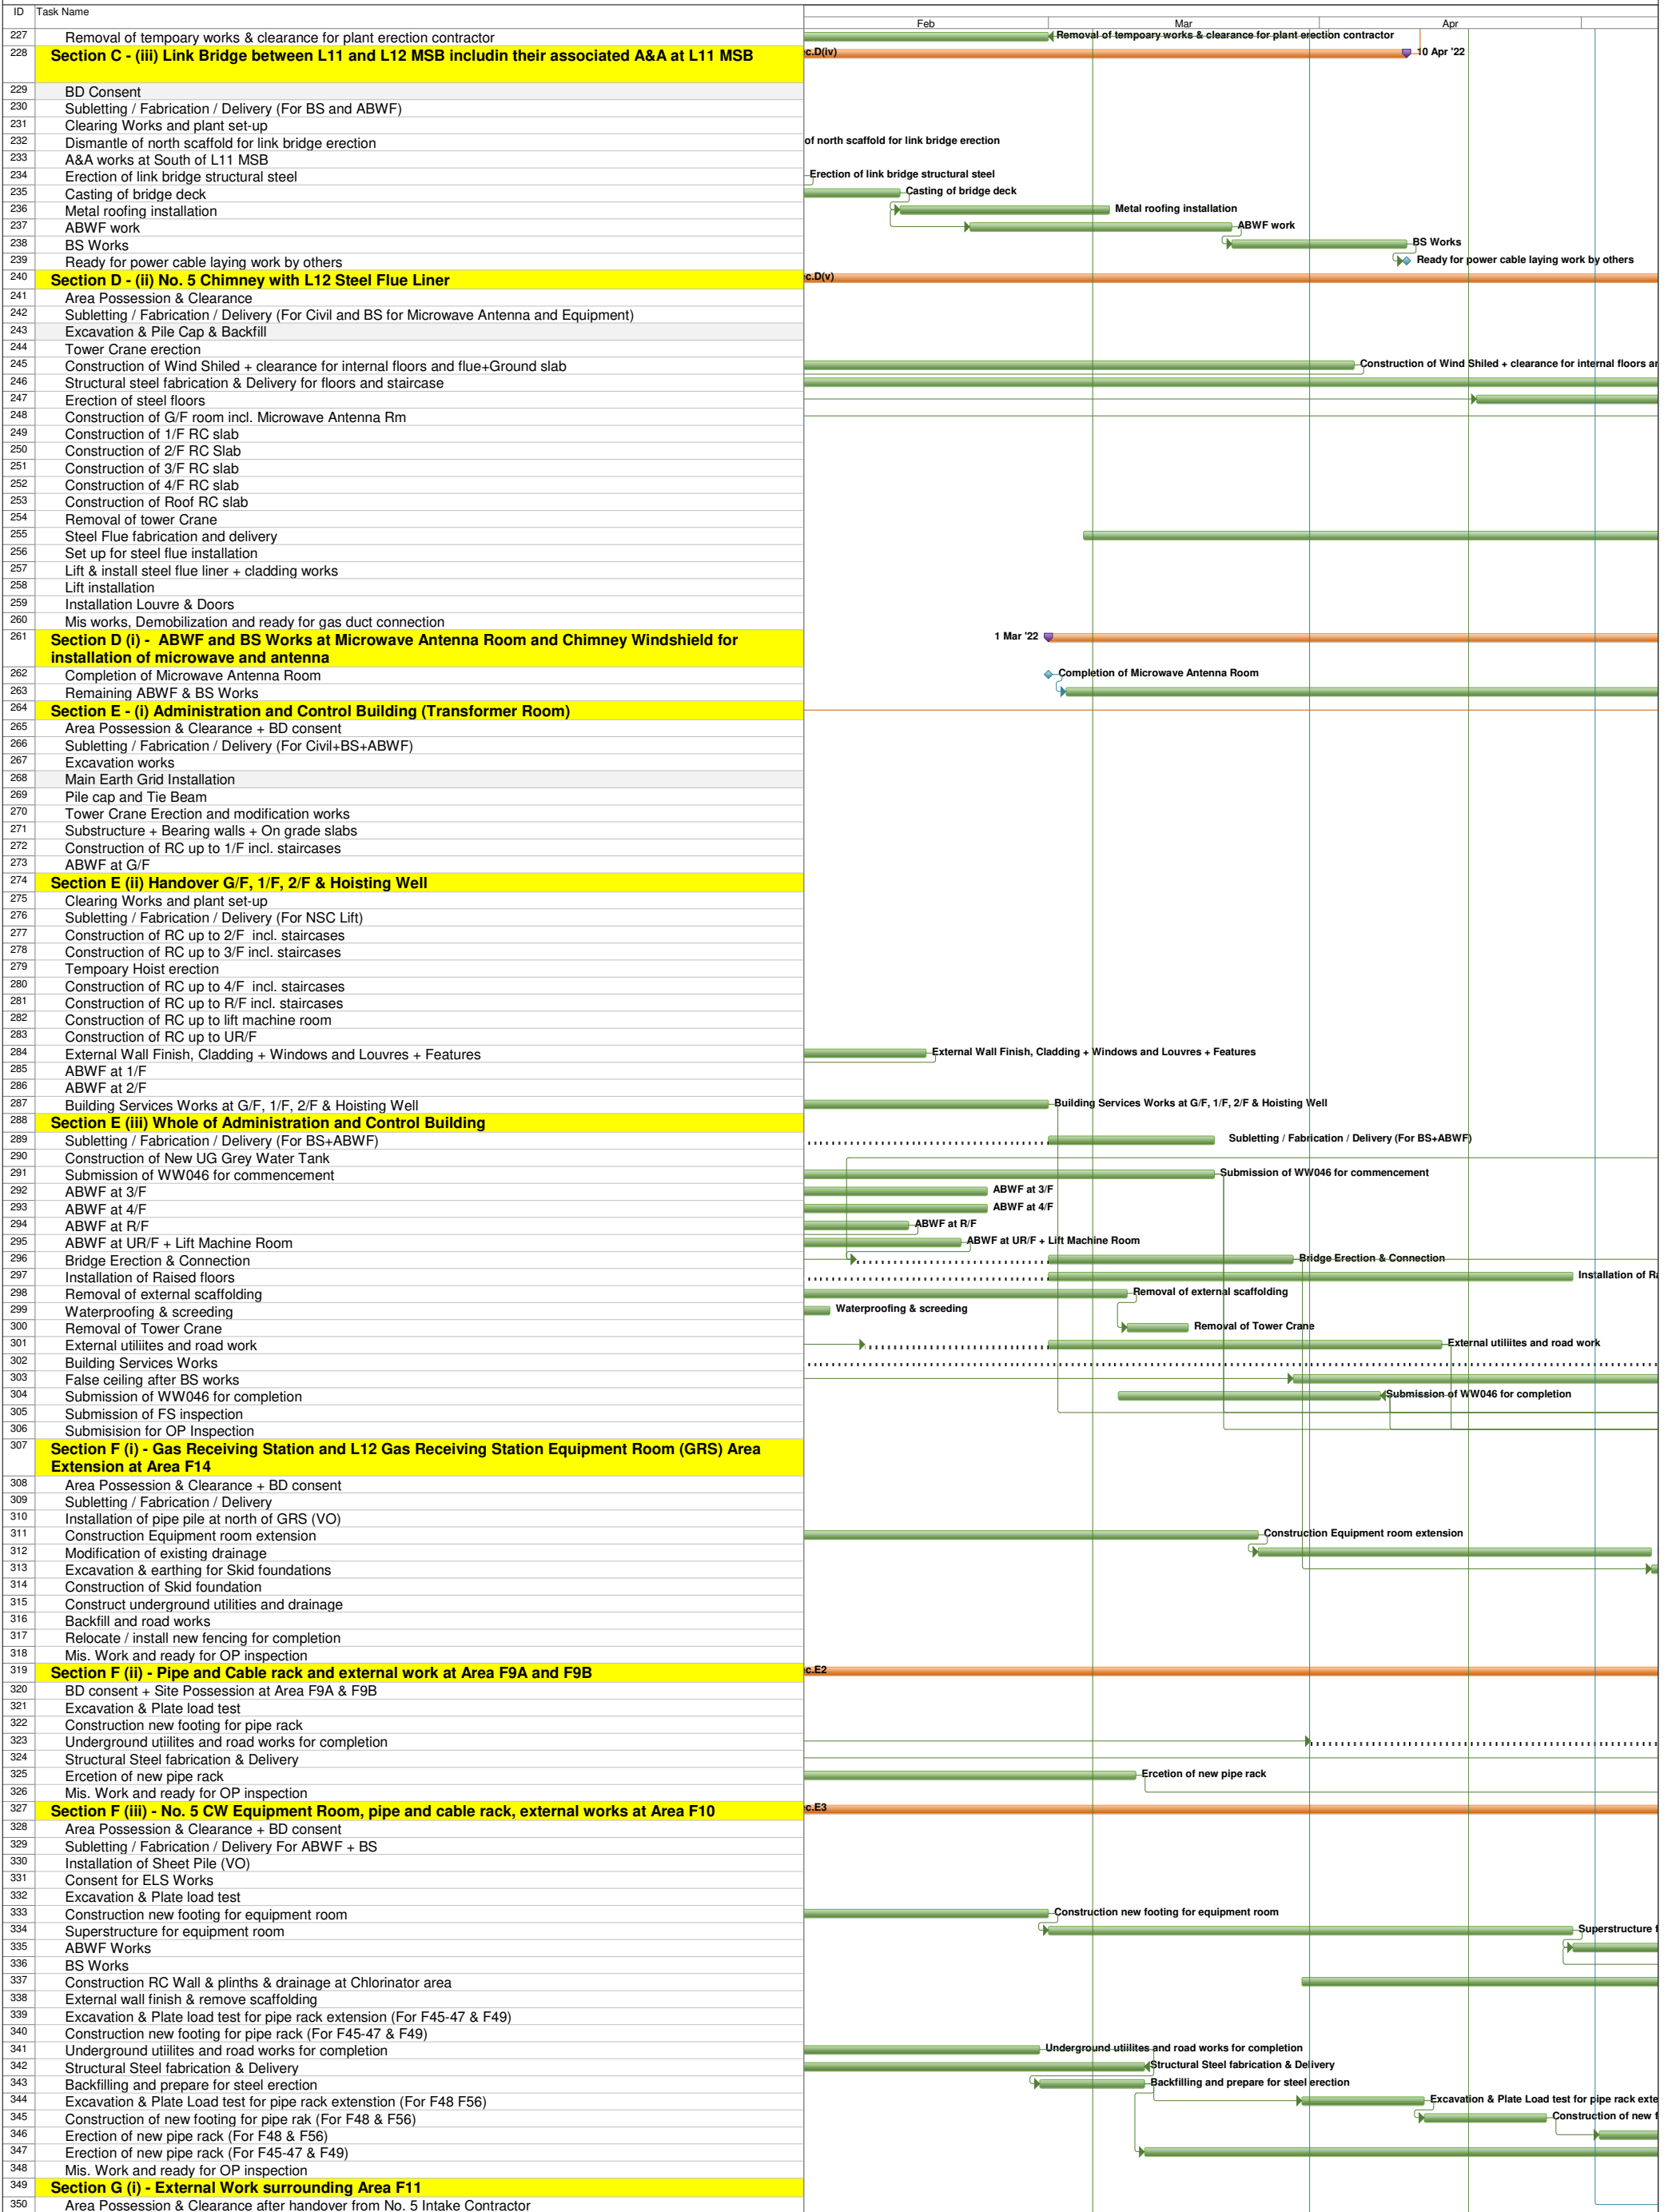 ID Task Name
Feb Mar Apr
227 Removal of tempoary works & clearance for plant erection contractor Removal of tempoary works & clearance for plant erection contractor
228 Section C - (iii) Link Bridge between L11 and L12 MSB includin their associated A&A at L11 MSB c.D(iv) 10 Apr '22
229 BD Consent
230 Subletting / Fabrication / Delivery (For BS and ABWF)
231 Clearing Works and plant set-up
232 Dismantle of north scaffold for link bridge erection of north scaffold for link bridge erection
233 A&A works at South of L11 MSB
234 Erection of link bridge structural steel Erection of link bridge structural steel
235 Casting of bridge deck Casting of bridge deck
236 Metal roofing installation Metal roofing installation
237 ABWF work ABWF work
238 BS Works BS Works
239 Ready for power cable laying work by others Ready for power cable laying work by others
240 Section D - (ii) No. 5 Chimney with L12 Steel Flue Liner c.D(v)
241 Area Possession & Clearance
242 Subletting / Fabrication / Delivery (For Civil and BS for Microwave Antenna and Equipment)
243 Excavation & Pile Cap & Backfill
244 Tower Crane erection
245 Construction of Wind Shiled + clearance for internal floors and flue+Ground slab Construction of Wind Shiled + clearance for internal floors ar
246 Structural steel fabrication & Delivery for floors and staircase
247 Erection of steel floors
248 Construction of G/F room incl. Microwave Antenna Rm
249 Construction of 1/F RC slab
250 Construction of 2/F RC Slab
251 Construction of 3/F RC slab
252 Construction of 4/F RC slab
253 Construction of Roof RC slab
254 Removal of tower Crane
255 Steel Flue fabrication and delivery
256 Set up for steel flue installation
257 Lift & install steel flue liner + cladding works
258 Lift installation
259 Installation Louvre & Doors
260 Mis works, Demobilization and ready for gas duct connection
261 Section D (i) - ABWF and BS Works at Microwave Antenna Room and Chimney Windshield for 1 Mar '22
installation of microwave and antenna
262 Completion of Microwave Antenna Room Completion of Microwave Antenna Room
263 Remaining ABWF & BS Works
264 Section E - (i) Administration and Control Building (Transformer Room)
265 Area Possession & Clearance + BD consent
266 Subletting / Fabrication / Delivery (For Civil+BS+ABWF)
267 Excavation works
268 Main Earth Grid Installation
269 Pile cap and Tie Beam
270 Tower Crane Erection and modification works
271 Substructure + Bearing walls + On grade slabs
272 Construction of RC up to 1/F incl. staircases
273 ABWF at G/F
274 Section E (ii) Handover G/F, 1/F, 2/F & Hoisting Well
275 Clearing Works and plant set-up
276 Subletting / Fabrication / Delivery (For NSC Lift)
277 Construction of RC up to 2/F incl. staircases
278 Construction of RC up to 3/F incl. staircases
279 Tempoary Hoist erection
280 Construction of RC up to 4/F incl. staircases
281 Construction of RC up to R/F incl. staircases
282 Construction of RC up to lift machine room
283 Construction of RC up to UR/F
284 External Wall Finish, Cladding + Windows and Louvres + Features External Wall Finish, Cladding + Windows and Louvres + Features
285 ABWF at 1/F
286 ABWF at 2/F
287 Building Services Works at G/F, 1/F, 2/F & Hoisting Well Building Services Works at G/F, 1/F, 2/F & Hoisting Well
288 Section E (iii) Whole of Administration and Control Building
289 Subletting / Fabrication / Delivery (For BS+ABWF) Subletting / Fabrication / Delivery (For BS+ABWF)
290 Construction of New UG Grey Water Tank
291 Submission of WW046 for commencement Submission of WW046 for commencement
292 ABWF at 3/F ABWF at 3/F
293 ABWF at 4/F ABWF at 4/F
294 ABWF at R/F ABWF at R/F
295 ABWF at UR/F + Lift Machine Room ABWF at UR/F + Lift Machine Room
296 Bridge Erection & Connection Bridge Erection & Connection
297 Installation of Raised floors Installation of Ra
298 Removal of external scaffolding Removal of external scaffolding
299 Waterproofing & screeding Waterproofing & screeding
300 Removal of Tower Crane Removal of Tower Crane
301 External utiliites and road work External utiliites and road work
302 Building Services Works
303 False ceiling after BS works
304 Submission of WW046 for completion Submission of WW046 for completion
305 Submission of FS inspection
306 Submisision for OP Inspection
307 Section F (i) - Gas Receiving Station and L12 Gas Receiving Station Equipment Room (GRS) Area
Extension at Area F14
308 Area Possession & Clearance + BD consent
309 Subletting / Fabrication / Delivery
310 Installation of pipe pile at north of GRS (VO)
311 Construction Equipment room extension Construction Equipment room extension
312 Modification of existing drainage
313 Excavation & earthing for Skid foundations
314 Construction of Skid foundation
315 Construct underground utilities and drainage
316 Backfill and road works
317 Relocate / install new fencing for completion
318 Mis. Work and ready for OP inspection
319 Section F (ii) - Pipe and Cable rack and external work at Area F9A and F9B c.E2
320 BD consent + Site Possession at Area F9A & F9B
321 Excavation & Plate load test
322 Construction new footing for pipe rack
323 Underground utiilites and road works for completion
324 Structural Steel fabrication & Delivery
325 Ercetion of new pipe rack Ercetion of new pipe rack
326 Mis. Work and ready for OP inspection
327 Section F (iii) - No. 5 CW Equipment Room, pipe and cable rack, external works at Area F10 c.E3
328 Area Possession & Clearance + BD consent
329 Subletting / Fabrication / Delivery For ABWF + BS
330 Installation of Sheet Pile (VO)
331 Consent for ELS Works
332 Excavation & Plate load test
333 Construction new footing for equipment room Construction new footing for equipment room
334 Superstructure for equipment room Superstructure f
335 ABWF Works
336 BS Works
337 Construction RC Wall & plinths & drainage at Chlorinator area
338 External wall finish & remove scaffolding
339 Excavation & Plate load test for pipe rack extension (For F45-47 & F49)
340 Construction new footing for pipe rack (For F45-47 & F49)
341 Underground utiilites and road works for completion Underground utiilites and road works for completion
342 Structural Steel fabrication & Delivery Structural Steel fabrication & Delivery
343 Backfilling and prepare for steel erection Backfilling and prepare for steel erection
344 Excavation & Plate Load test for pipe rack extenstion (For F48 F56) Excavation & Plate Load test for pipe rack exte
345 Construction of new footing for pipe rak (For F48 & F56) Construction of new f
346 Erection of new pipe rack (For F48 & F56)
347 Erection of new pipe rack (For F45-47 & F49)
348 Mis. Work and ready for OP inspection
349 Section G (i) - External Work surrounding Area F11
350 Area Possession & Clearance after handover from No. 5 Intake Contractor